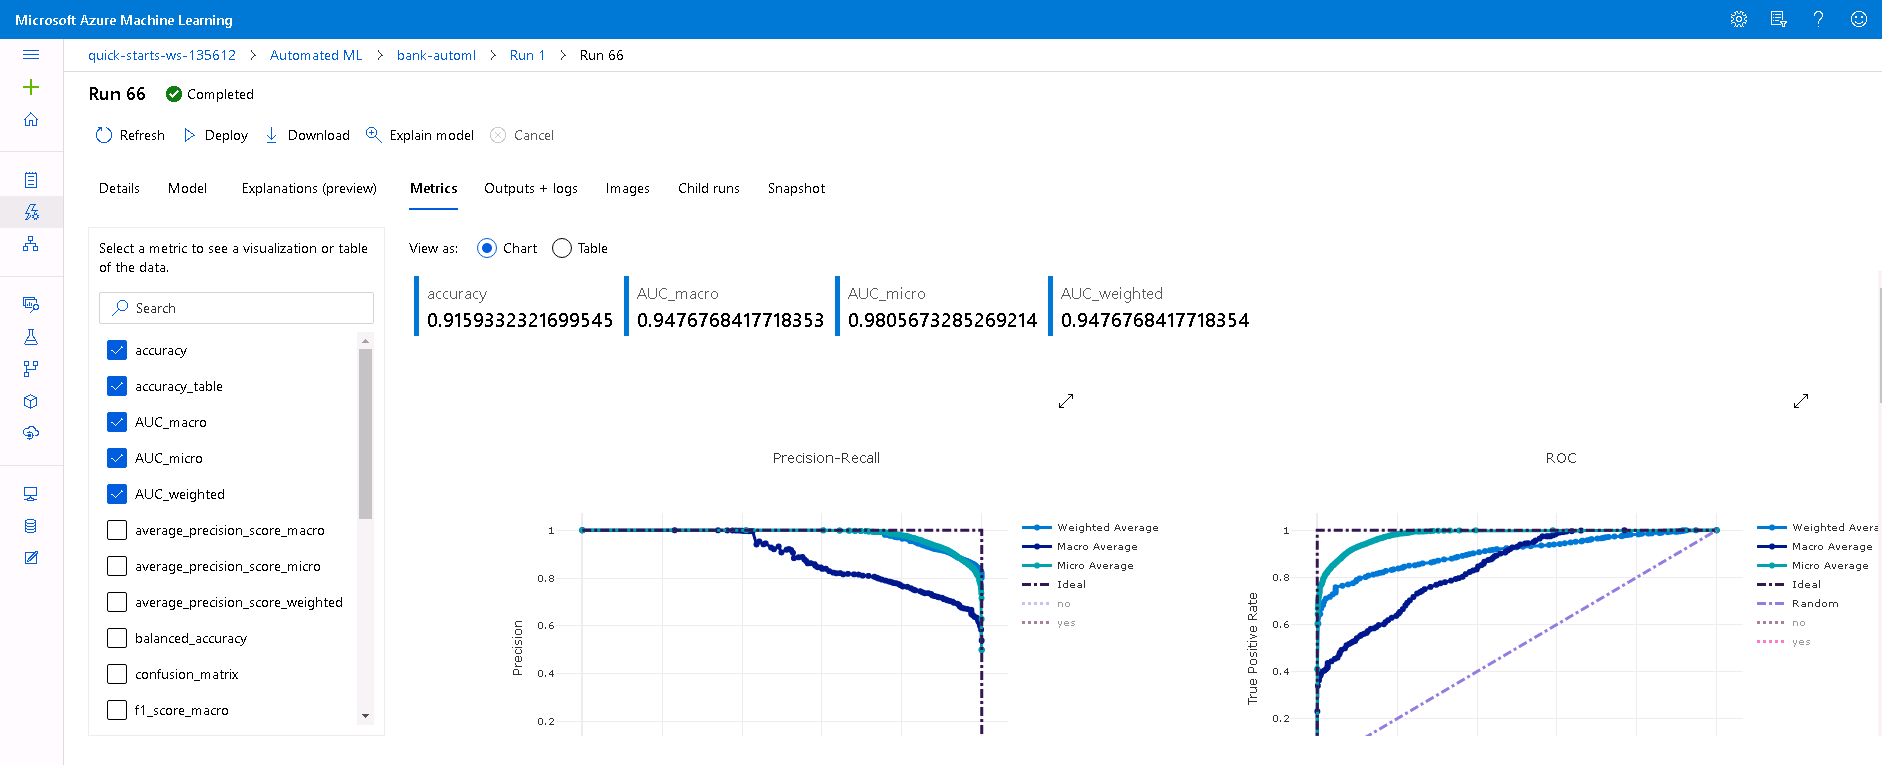 Microsoft Azure Machine Learning
quick-starts-ws-135612 > Automated ML > bank-automl > Run 1 > Run 66
Run 66 Completed
Refresh Deploy Download Explain model Cancel
Details Model Explanations (preview) Metrics Outputs + logs Images Child runs Snapshot
Select a metric to see a visualization or table
of the data.
Search
accuracy
accuracy_table
AUC_macro
AUC_micro
AUC_weighted
average_precision_score_macro
average_precision_score_micro
average_precision_score_weighted
balanced_accuracy
confusion_matrix
f1_score_macro
View as: Chart Table
accuracy
0.9159332321699545
AUC_macro
0.9476768417718353
AUC_micro
0.9805673285269214
AUC_weighted
0.9476768417718354
Precision-Recall
Precision
1
0.8
0.6
0.4
0.2
Weighted Average
Macro Average
Micro Average
Ideal
no
yes
ROC
True Positive Rate
1
0.8
0.6
0.4
0.2
Weighted Avera
Macro Average
Micro Average
Ideal
Random
no
yes